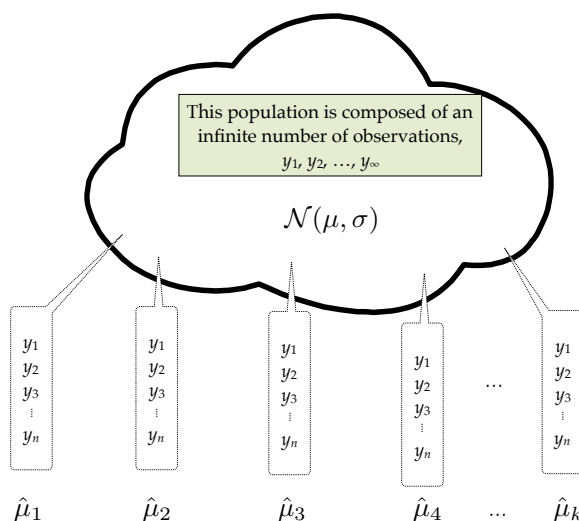 This population is composed of an
infinite number of observations,
y₁, y₂, ..., y∞
𝒩(μ, σ)
y₁ y₁ y₁ y₁ y₁
y₂ y₂ y₂ y₂ ... y₂
y₃ y₃ y₃ y₃ y₃
... ... ... ... ...
yₙ yₙ yₙ yₙ yₙ
μ̂₁ μ̂₂ μ̂₃ μ̂₄ ... μ̂ₖ